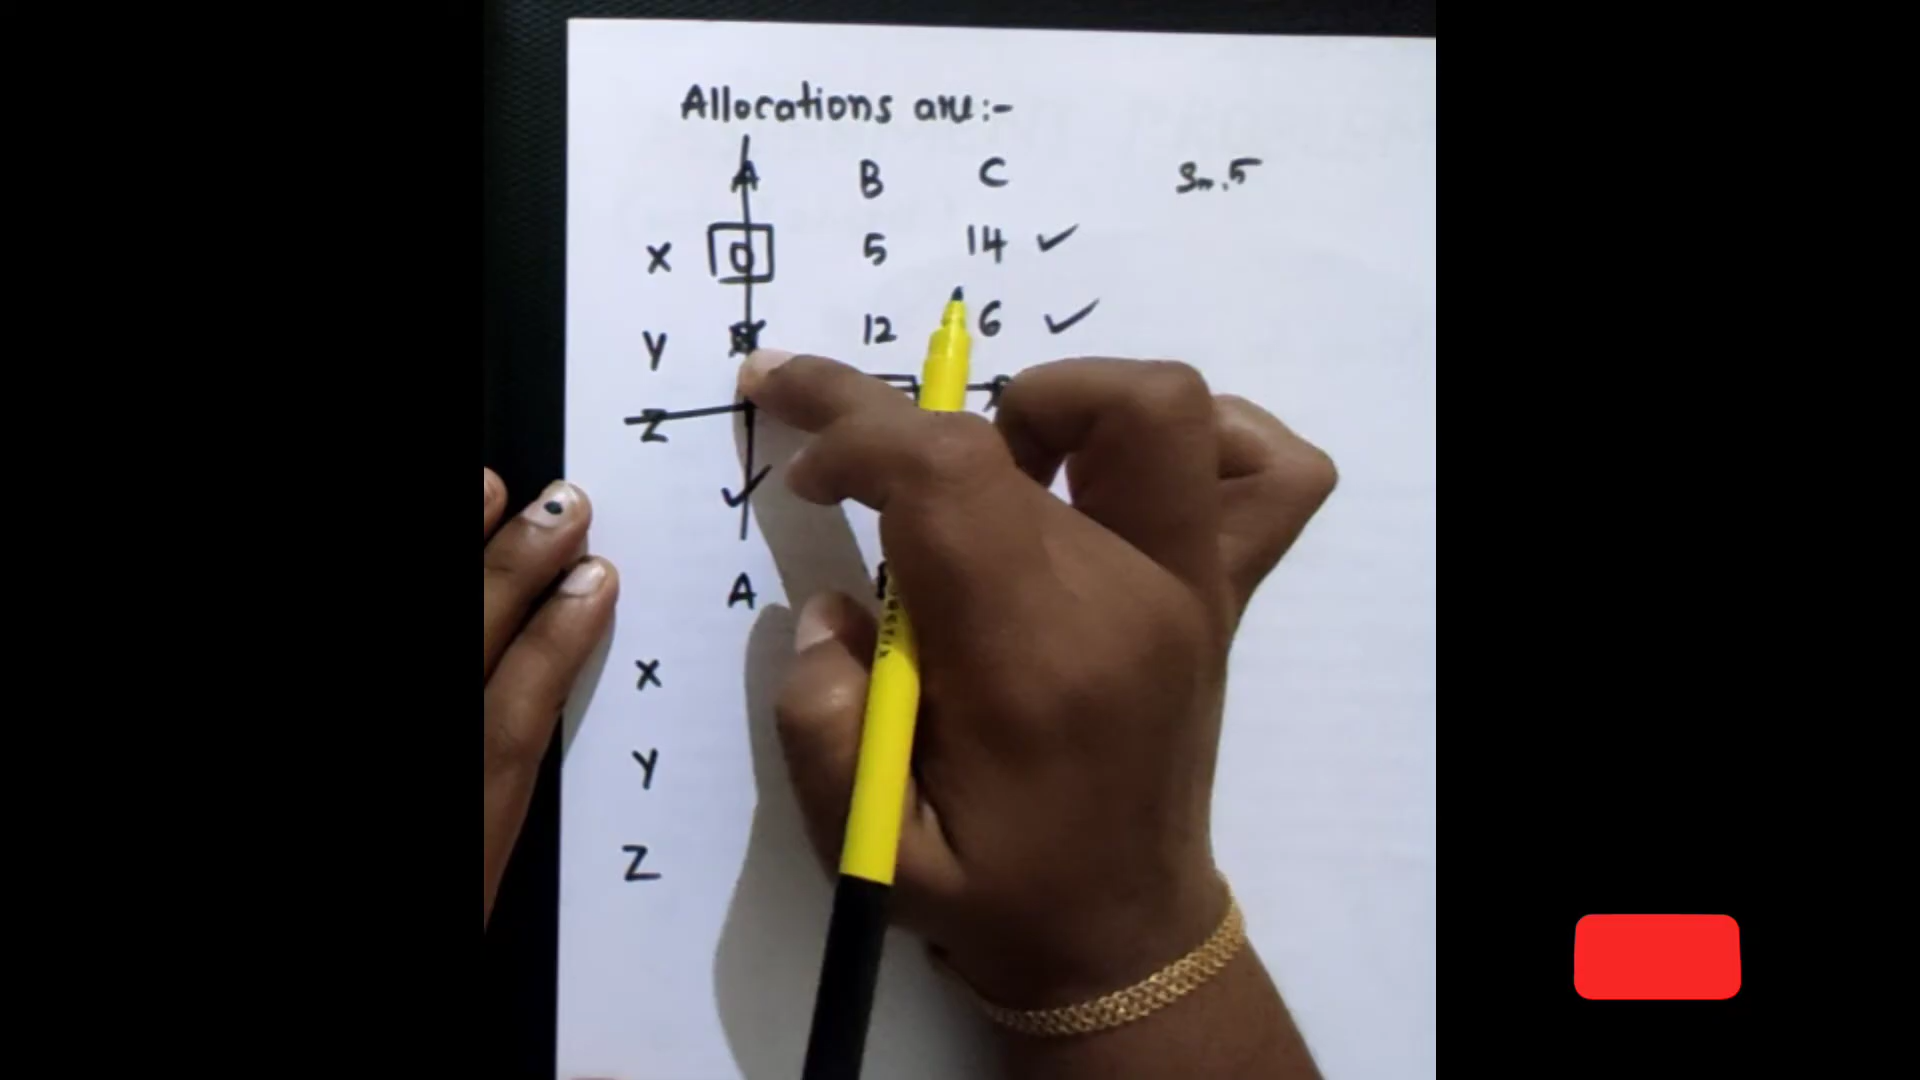 Allocations are:-
A B C Sn.5
X 0 5 14 ✓
Y 12 6 ✓
Z
✓
A
X
Y
Z